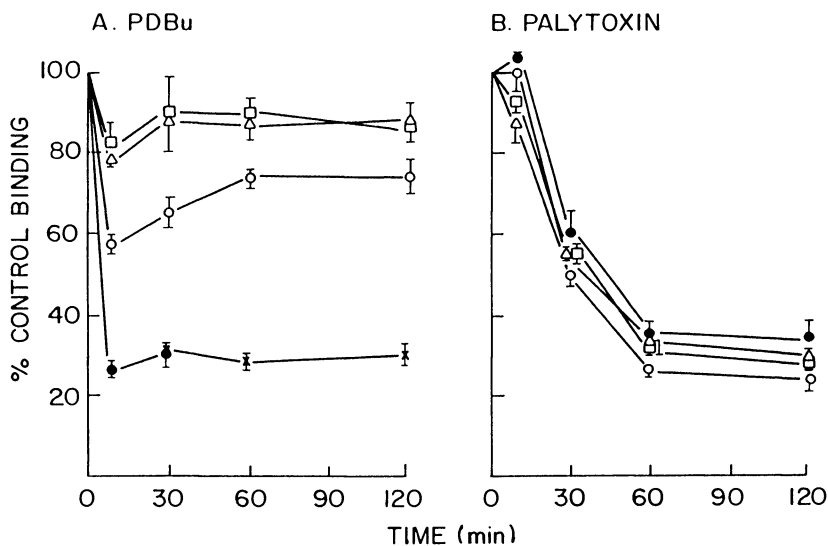 A. PDBu
B. PALYTOXIN
% CONTROL BINDING
100
80
60
40
20
0 30 60 90 120
0 30 60 90 120
TIME (min)